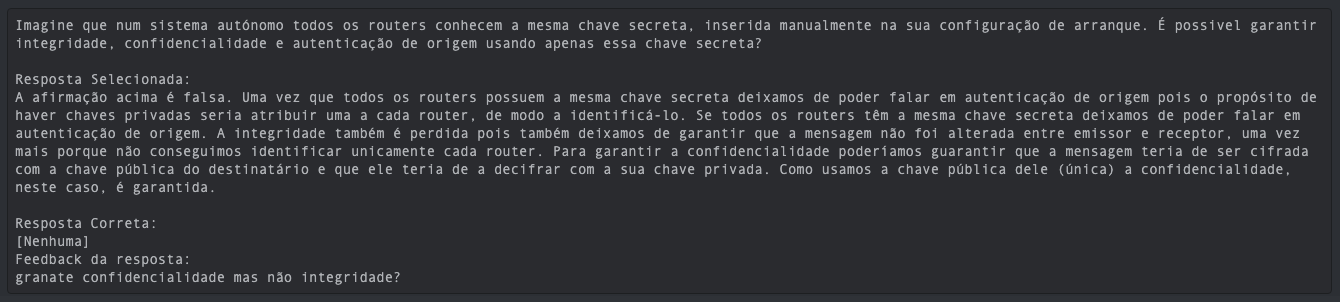 Imagine que num sistema autónomo todos os routers conhecem a mesma chave secreta, inserida manualmente na sua configuração de arranque. É possivel garantir
integridade, confidencialidade e autenticação de origem usando apenas essa chave secreta?
Resposta Selecionada:
A afirmação acima é falsa. Uma vez que todos os routers possuem a mesma chave secreta deixamos de poder falar em autenticação de origem pois o propósito de
haver chaves privadas seria atribuir uma a cada router, de modo a identificá-lo. Se todos os routers têm a mesma chave secreta deixamos de poder falar em
autenticação de origem. A integridade também é perdida pois também deixamos de garantir que a mensagem não foi alterada entre emissor e receptor, uma vez
mais porque não conseguimos identificar unicamente cada router. Para garantir a confidencialidade poderíamos guarantir que a mensagem teria de ser cifrada
com a chave pública do destinatário e que ele teria de a decifrar com a sua chave privada. Como usamos a chave pública dele (única) a confidencialidade,
neste caso, é garantida.
Resposta Correta:
[Nenhuma]
Feedback da resposta:
granate confidencialidade mas não integridade?